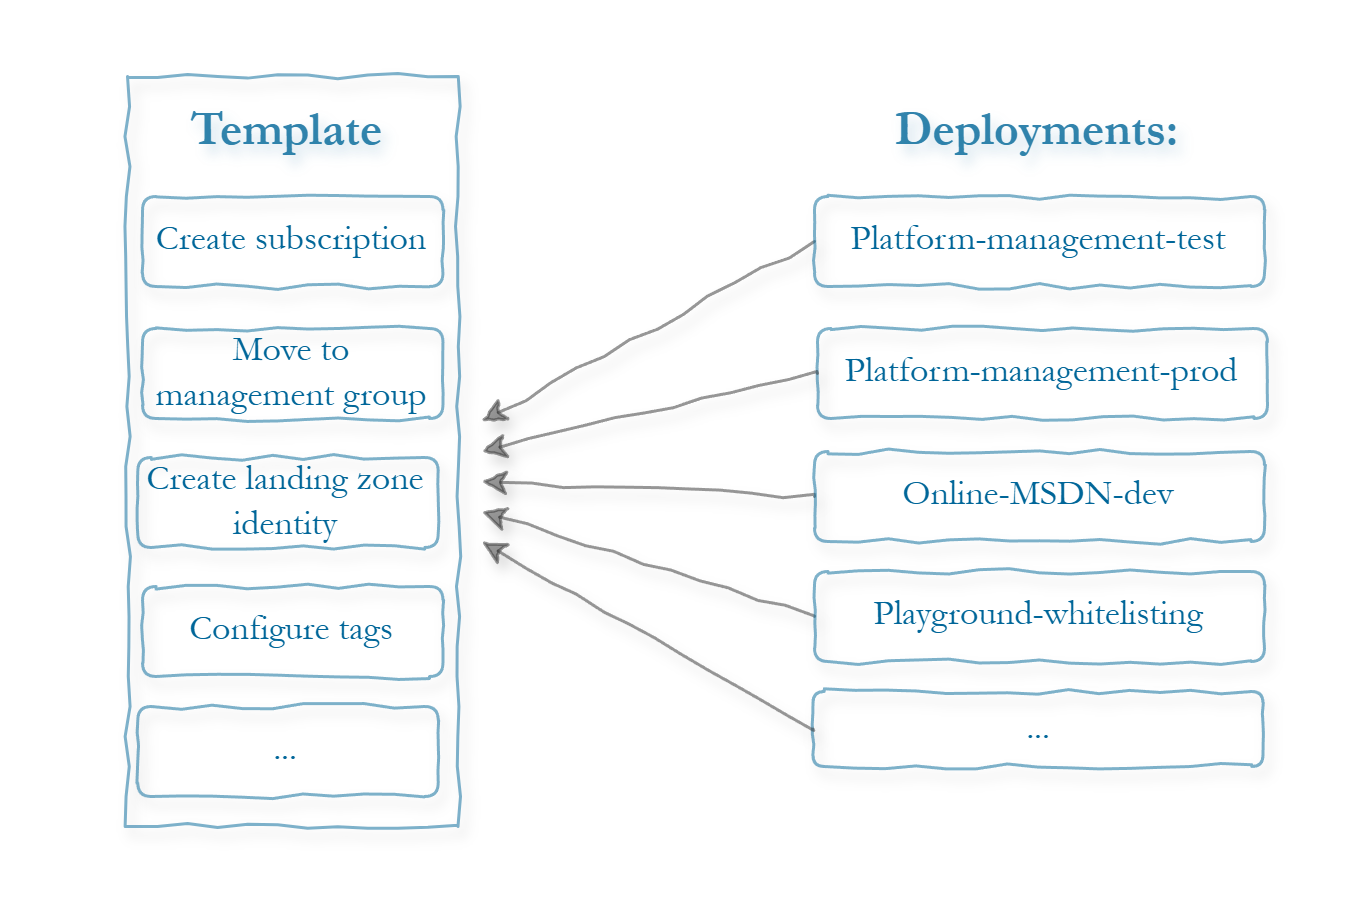 Template
Create subscription
Move to
management group
Create landing zone
identity
Configure tags
...
Deployments:
Platform-management-test
Platform-management-prod
Online-MSDN-dev
Playground-whitelisting
...